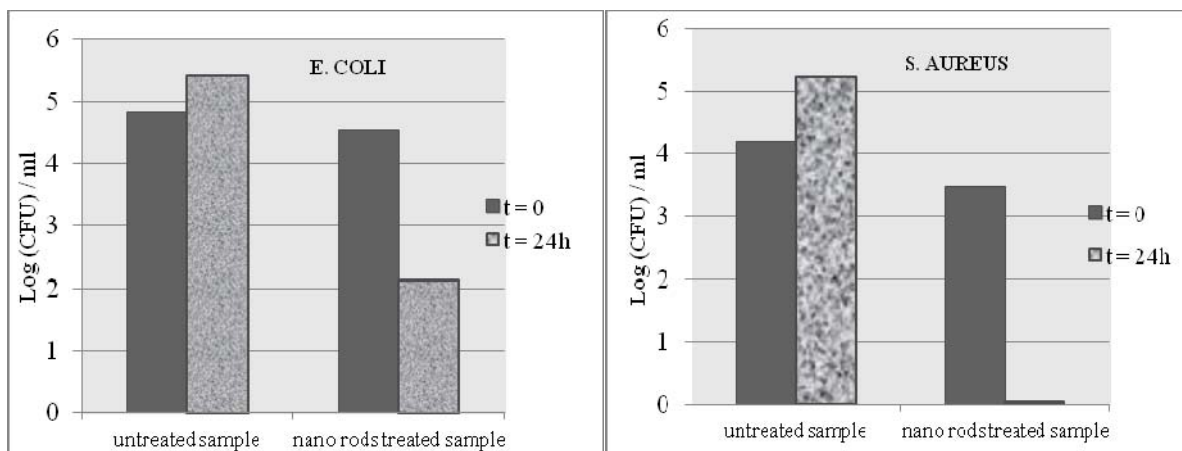 E. COLI
6
5
4
3
2
1
0
Log (CFU) / ml
untreated sample
nano rods treated sample
t = 0
t = 24h
S. AUREUS
6
5
4
3
2
1
0
Log (CFU) / ml
untreated sample
nano rods treated sample
t = 0
t = 24h